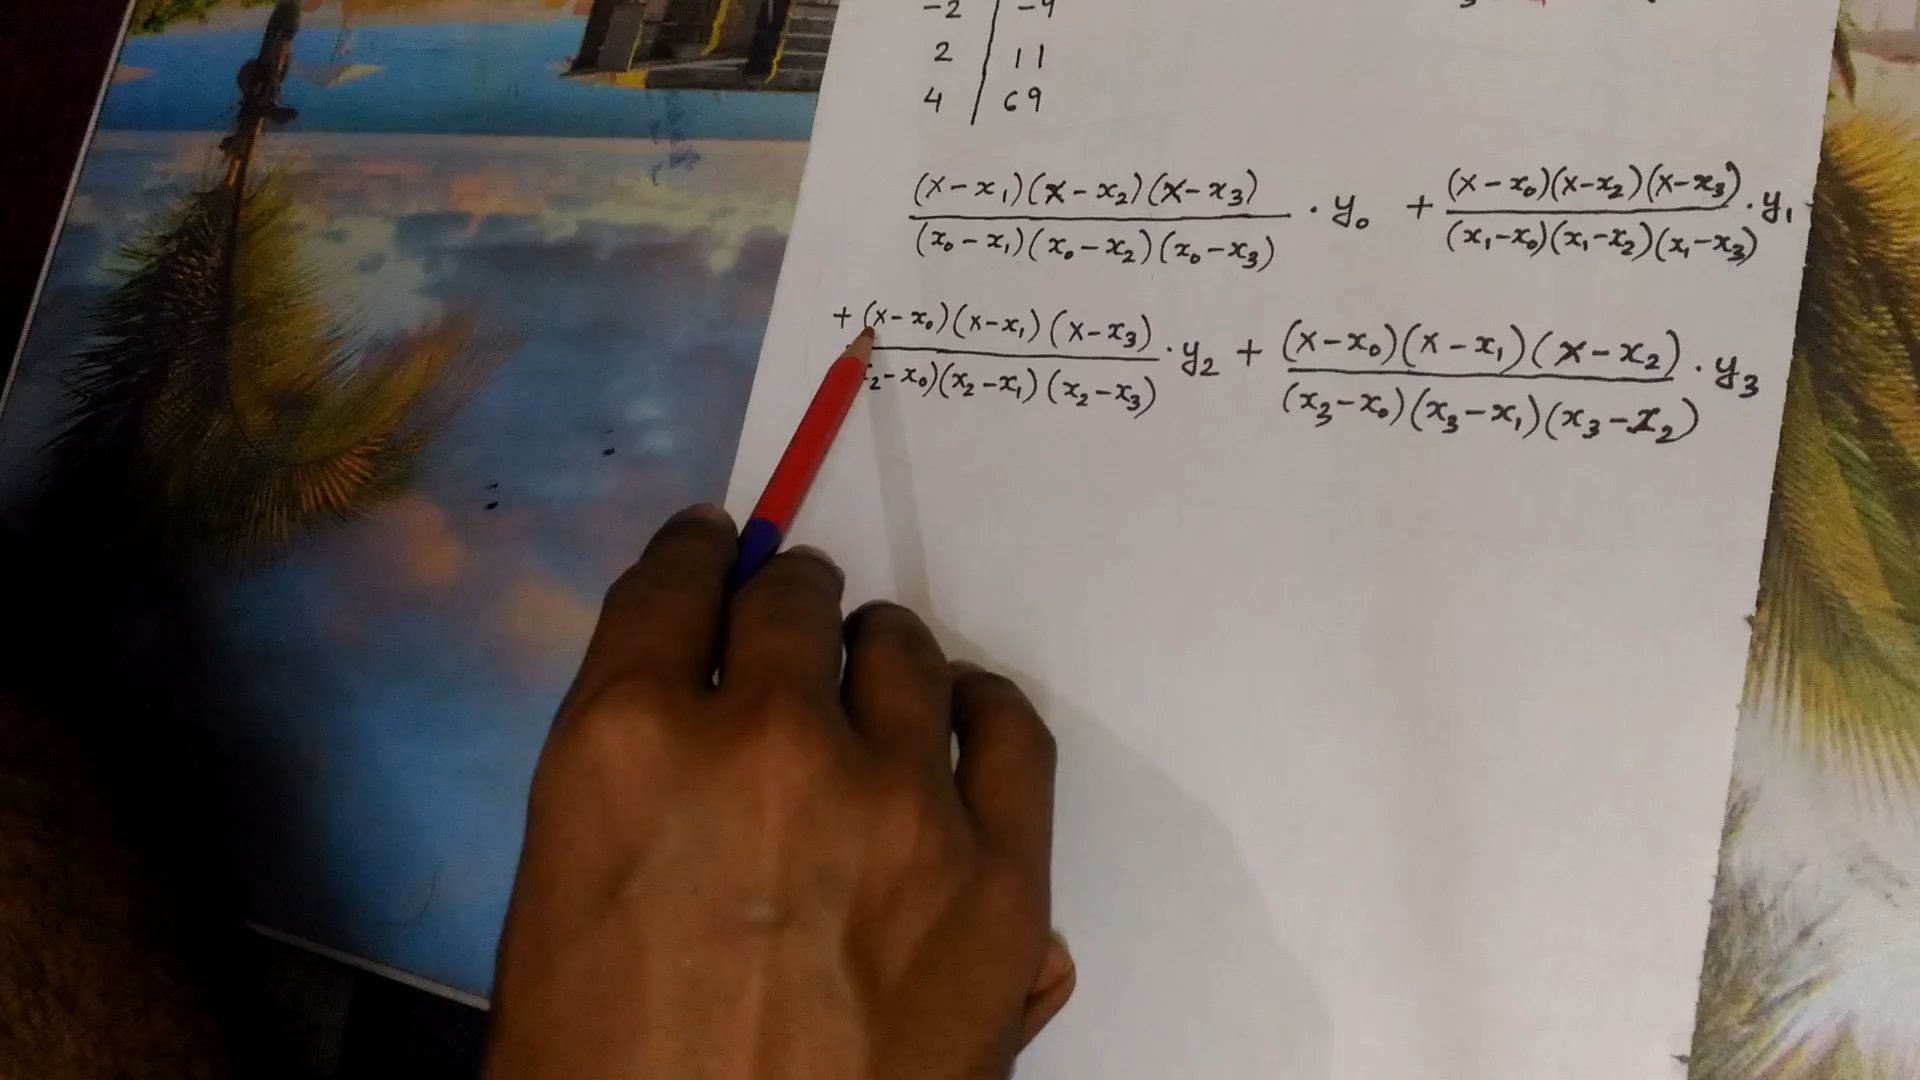 -2 | -9
2 | 11
4 | 69
(x-x₁)(x-x₂)(x-x₃) / (x₀-x₁)(x₀-x₂)(x₀-x₃) · y₀ + (x-x₀)(x-x₂)(x-x₃) / (x₁-x₀)(x₁-x₂)(x₁-x₃) · y₁
+ (x-x₀)(x-x₁)(x-x₃) / x₂-x₀)(x₂-x₁)(x₂-x₃) · y₂ + (x-x₀)(x-x₁)(x-x₂) / (x₃-x₀)(x₃-x₁)(x₃-x₂) · y₃